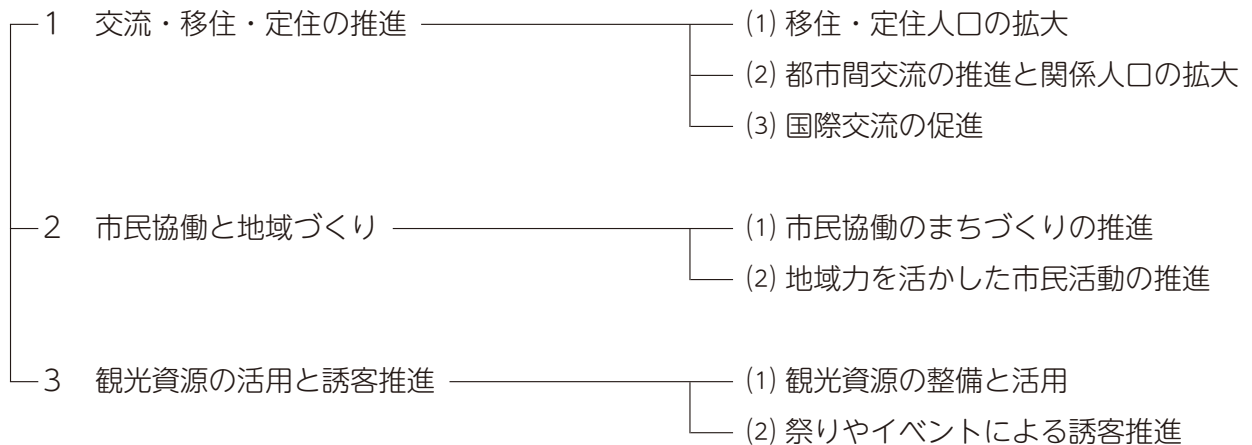 1 交流・移住・定住の推進
(1) 移住・定住人口の拡大
(2) 都市間交流の推進と関係人口の拡大
(3) 国際交流の促進
2 市民協働と地域づくり
(1) 市民協働のまちづくりの推進
(2) 地域力を活かした市民活動の推進
3 観光資源の活用と誘客推進
(1) 観光資源の整備と活用
(2) 祭りやイベントによる誘客推進